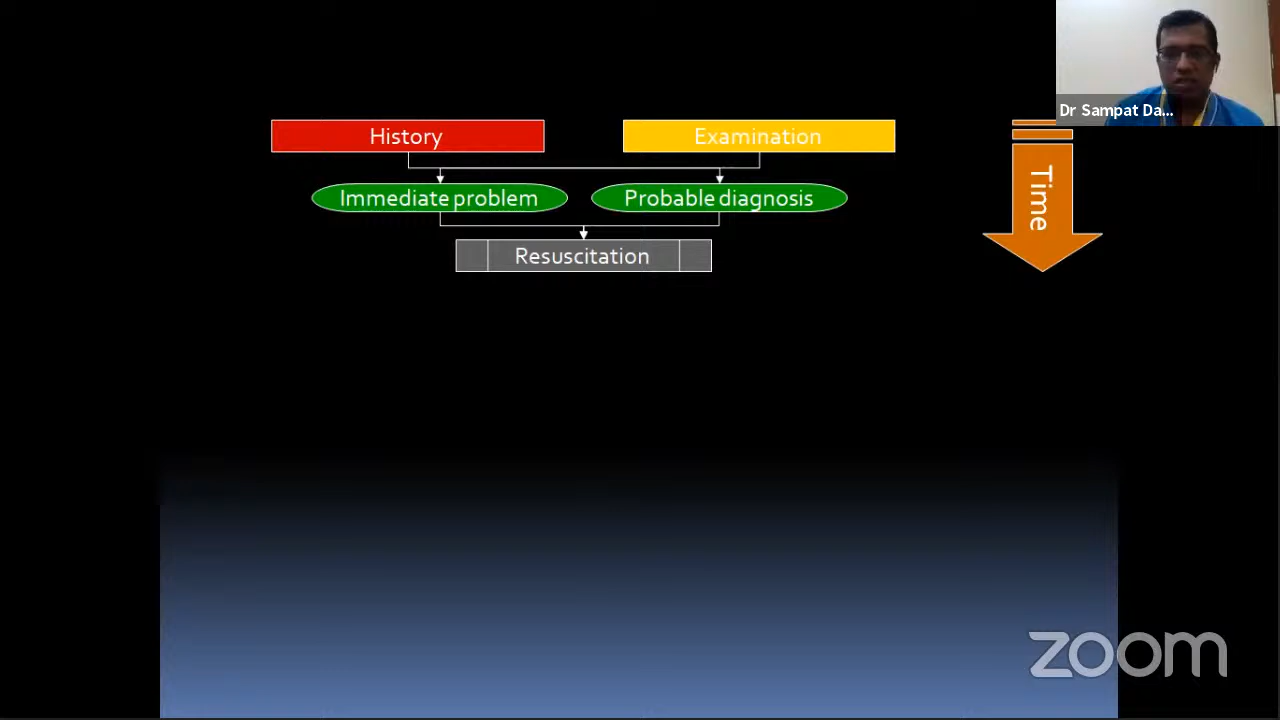 Dr Sampat Da...
History
Examination
Immediate problem
Probable diagnosis
Time
Resuscitation
zoom